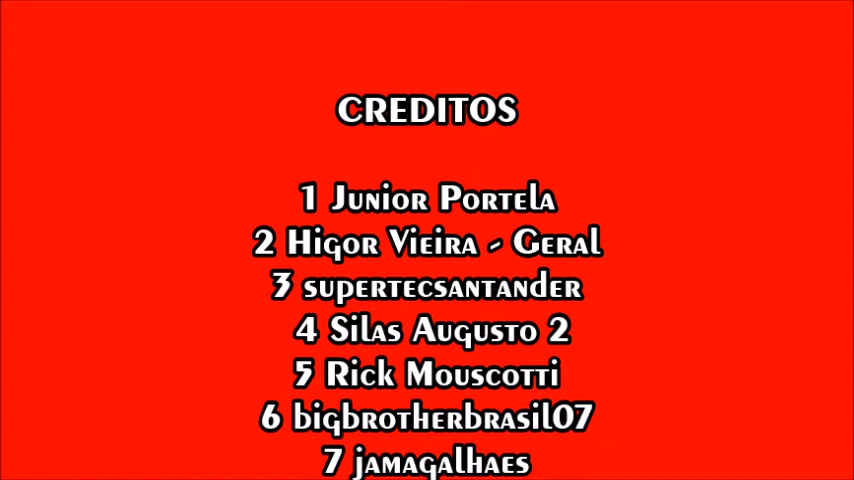 CREDITOS
1 Junior Portela
2 Higor Vieira - Geral
3 supertecsantander
4 Silas Augusto 2
5 Rick Mouscotti
6 bigbrotherbrasil07
7 jamagalhaes